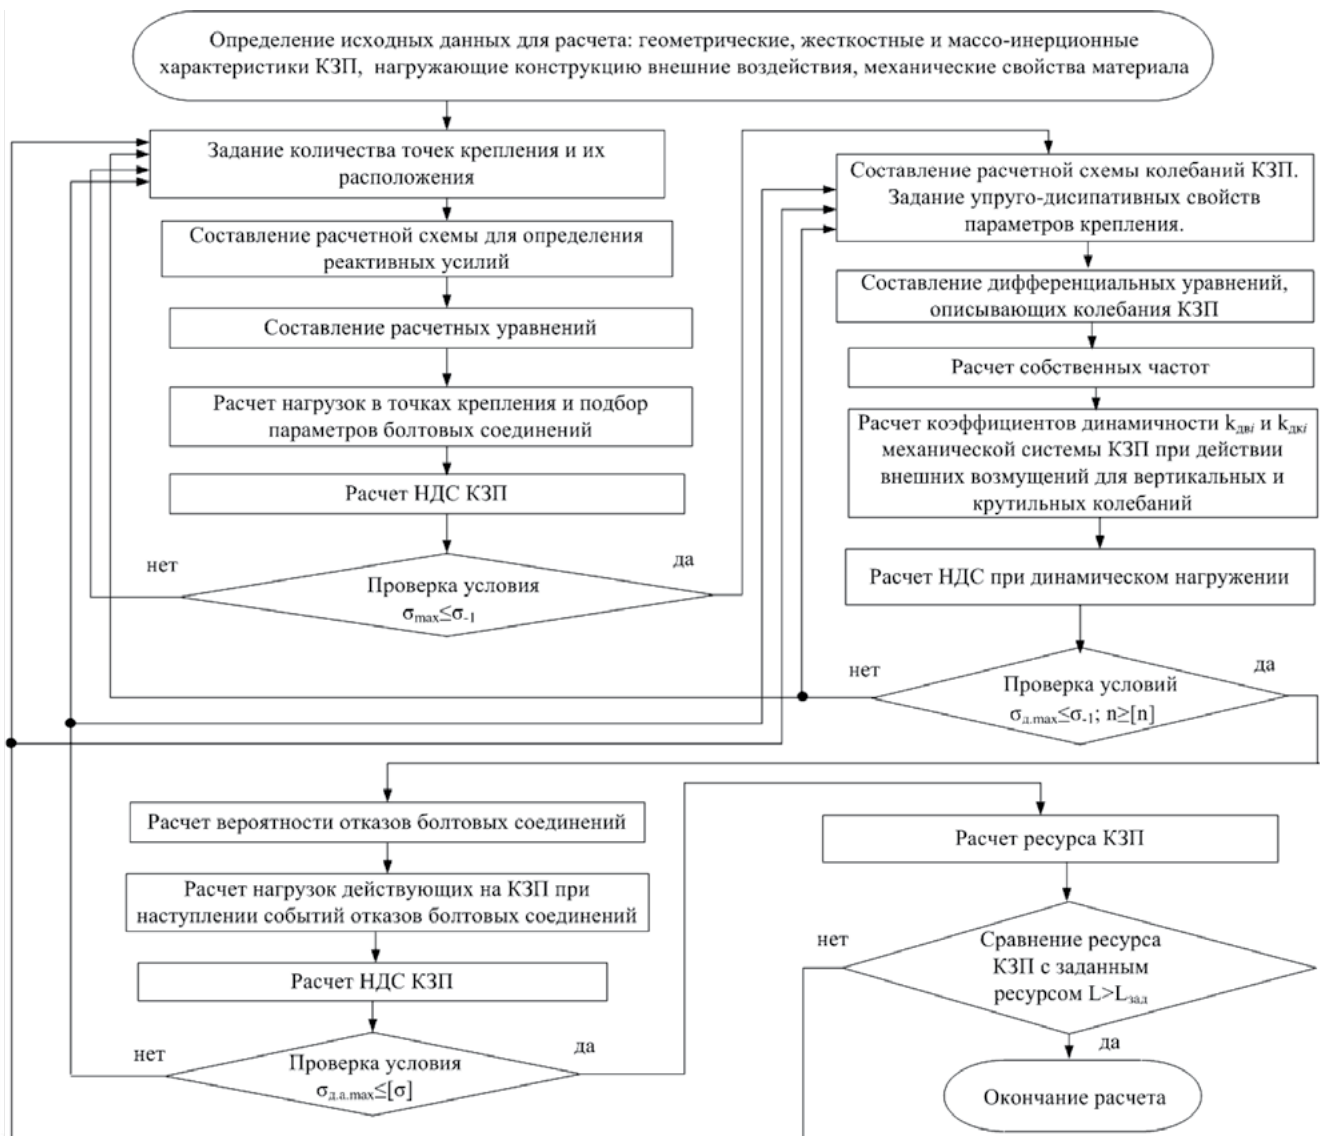 Определение исходных данных для расчета: геометрические, жесткостные и массо-инерционные
характеристики КЗП, нагружающие конструкцию внешние воздействия, механические свойства материала
Задание количества точек крепления и их
расположения
Составление расчетной схемы для определения
реактивных усилий
Составление расчетных уравнений
Расчет нагрузок в точках крепления и подбор
параметров болтовых соединений
Расчет НДС КЗП
нет
да
Проверка условия
σmax≤σ-1
Составление расчетной схемы колебаний КЗП.
Задание упруго-дисипативных свойств
параметров крепления.
Составление дифференциальных уравнений,
описывающих колебания КЗП
Расчет собственных частот
Расчет коэффициентов динамичности kдвi и kдкi
механической системы КЗП при действии
внешних возмущений для вертикальных и
крутильных колебаний
Расчет НДС при динамическом нагружении
нет
да
Проверка условий
σд.max≤σ-1; n≥[n]
Расчет вероятности отказов болтовых соединений
Расчет нагрузок действующих на КЗП при
наступлении событий отказов болтовых соединений
Расчет НДС КЗП
нет
да
Проверка условия
σд.а.max≤[σ]
Расчет ресурса КЗП
нет
Сравнение ресурса
КЗП с заданным
ресурсом L>Lзад
да
Окончание расчета